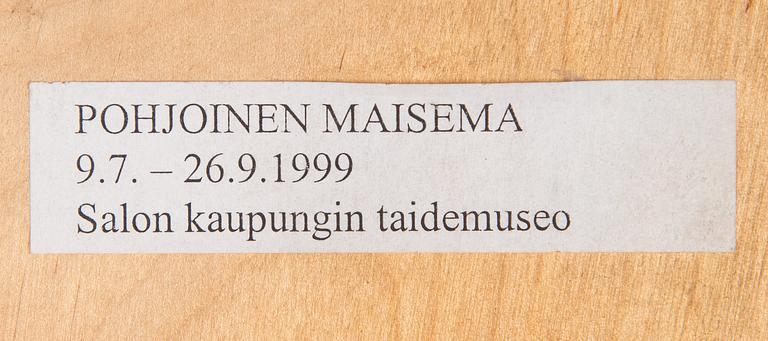 POHJOINEN MAISEMA
9.7. – 26.9.1999
Salon kaupungin taidemuseo